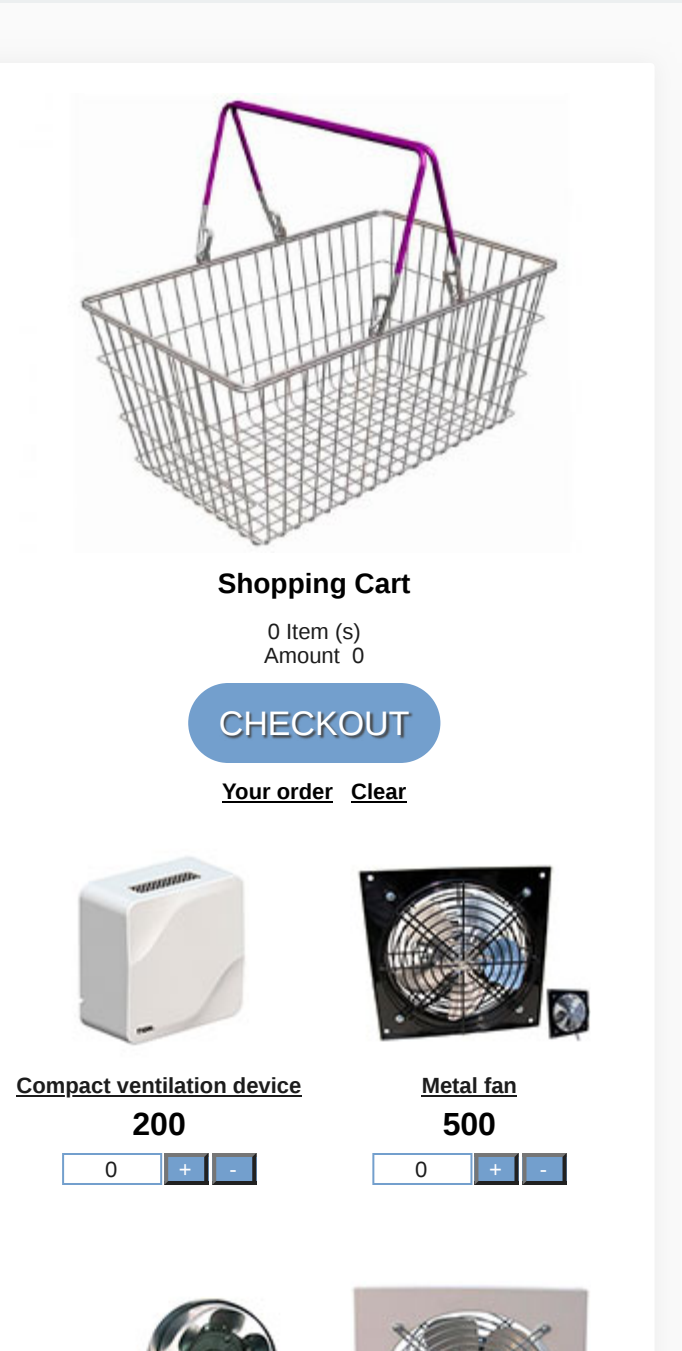 Shopping Cart
0 Item (s)
Amount 0
CHECKOUT
Your order Clear
Compact ventilation device
Metal fan
200
500
0 + -
0 + -